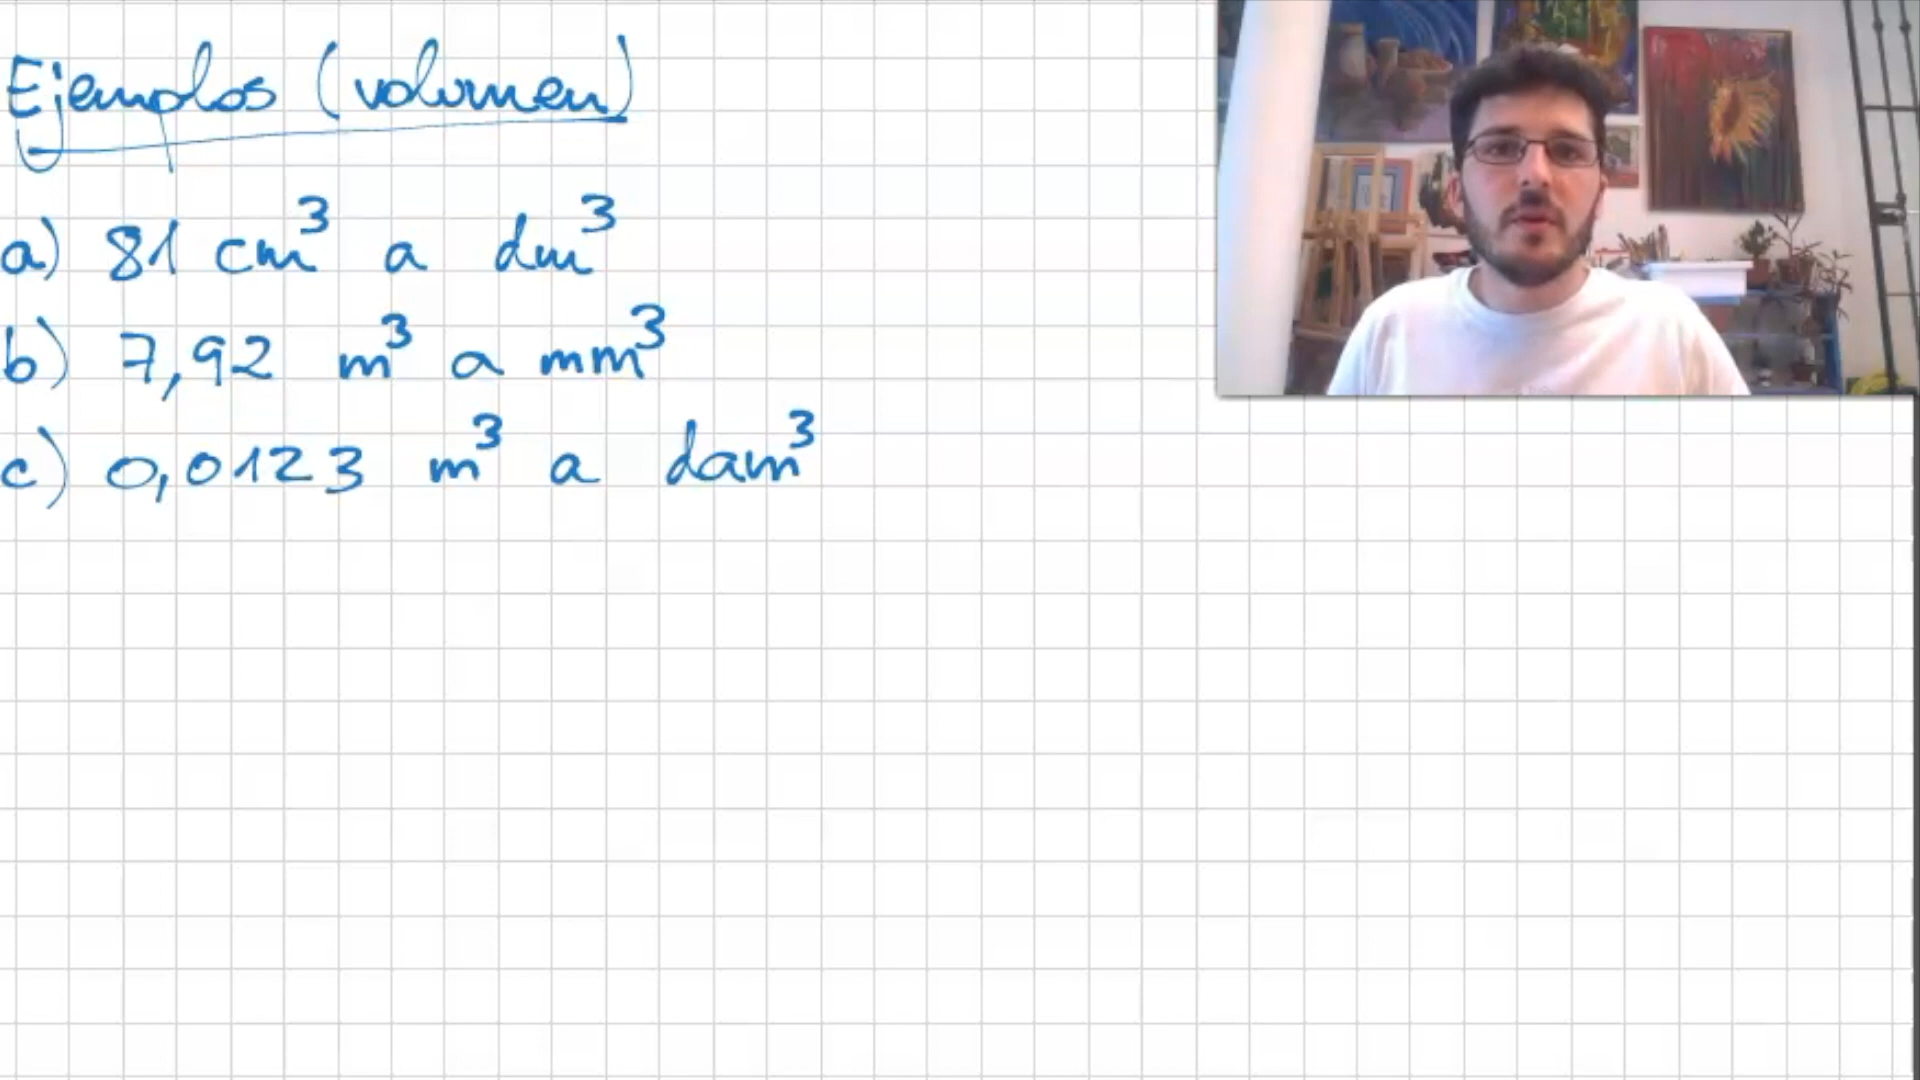 Ejemplos (volumen)
a) 81 cm³ a dm³
b) 7,92 m³ a mm³
c) 0,0123 m³ a dam³